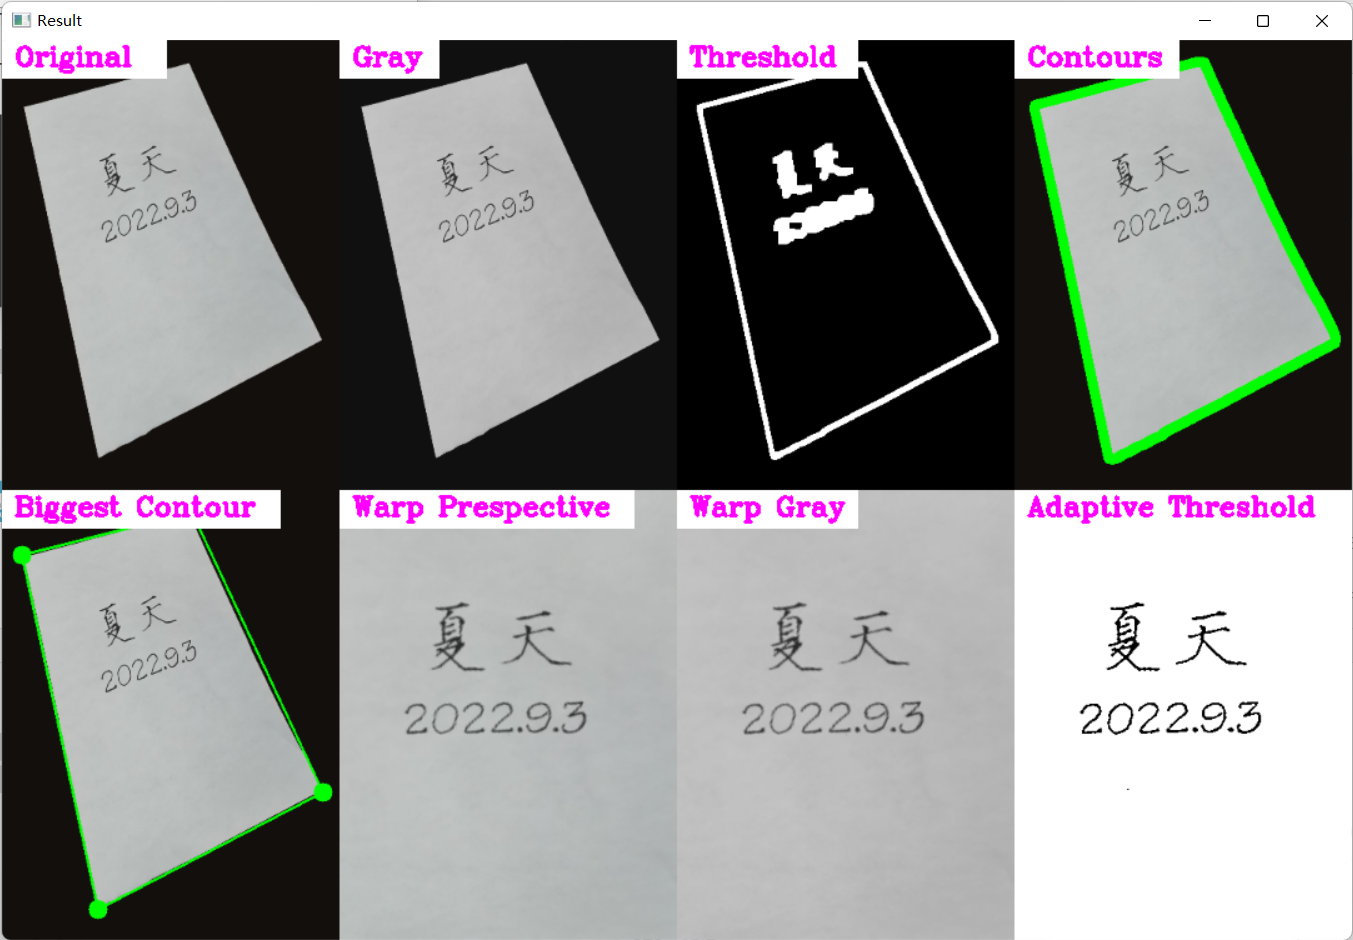 Result
Original
夏天
2022.9.3
Gray
夏天
2022.9.3
Threshold
Contours
夏天
2022.9.3
Biggest Contour
夏天
2022.9.3
Warp Prespective
夏天
2022.9.3
Warp Gray
夏天
2022.9.3
Adaptive Threshold
夏天
2022.9.3